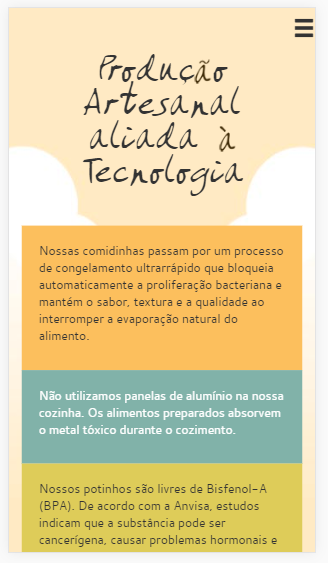 Produção
Artesanal
aliada à
Tecnologia
Nossas comidinhas passam por um processo
de congelamento ultrarrápido que bloqueia
automaticamente a proliferação bacteriana e
mantém o sabor, textura e a qualidade ao
interromper a evaporação natural do
alimento.
Não utilizamos panelas de alumínio na nossa
cozinha. Os alimentos preparados absorvem
o metal tóxico durante o cozimento.
Nossos potinhos são livres de Bisfenol-A
(BPA). De acordo com a Anvisa, estudos
indicam que a substância pode ser
cancerígena, causar problemas hormonais e